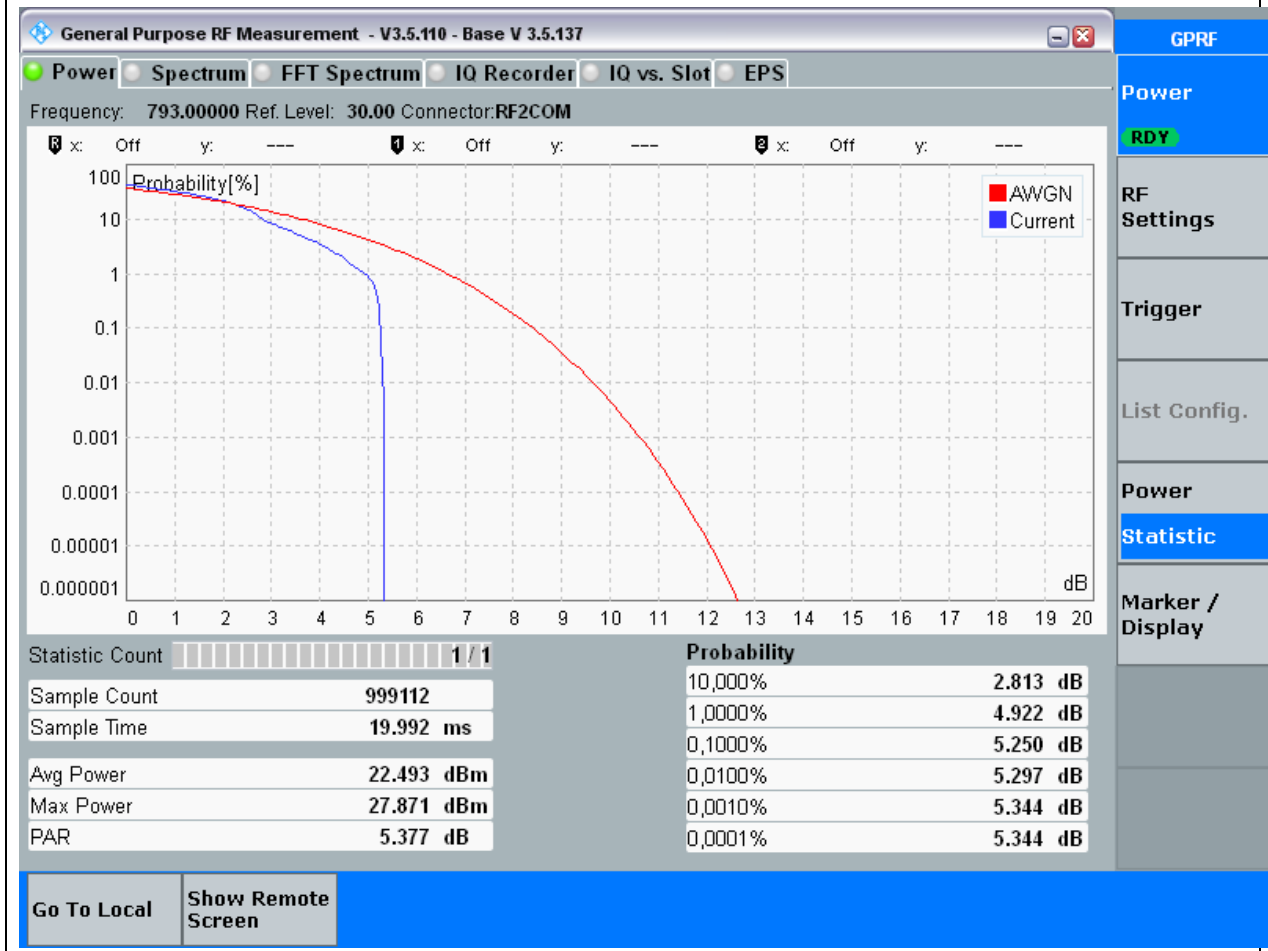 General Purpose RF Measurement - V3.5.110 - Base V 3.5.137
GPRF
Power Spectrum FFT Spectrum IQ Recorder IQ vs. Slot EPS
Frequency: 793.00000 Ref. Level: 30.00 Connector:RF2COM
R x: Off y: --- 1 x: Off y: --- 2 x: Off y: ---
Probability[%]
AWGN
Current
100
10
1
0.1
0.01
0.001
0.0001
0.00001
0.000001
dB
0 1 2 3 4 5 6 7 8 9 10 11 12 13 14 15 16 17 18 19 20
Statistic Count 1 / 1
Sample Count 999112
Sample Time 19.992 ms
Avg Power 22.493 dBm
Max Power 27.871 dBm
PAR 5.377 dB
Probability
10,000% 2.813 dB
1,0000% 4.922 dB
0,1000% 5.250 dB
0,0100% 5.297 dB
0,0010% 5.344 dB
0,0001% 5.344 dB
Power
RDY
RF
Settings
Trigger
List Config.
Power
Statistic
Marker /
Display
Go To Local
Show Remote
Screen